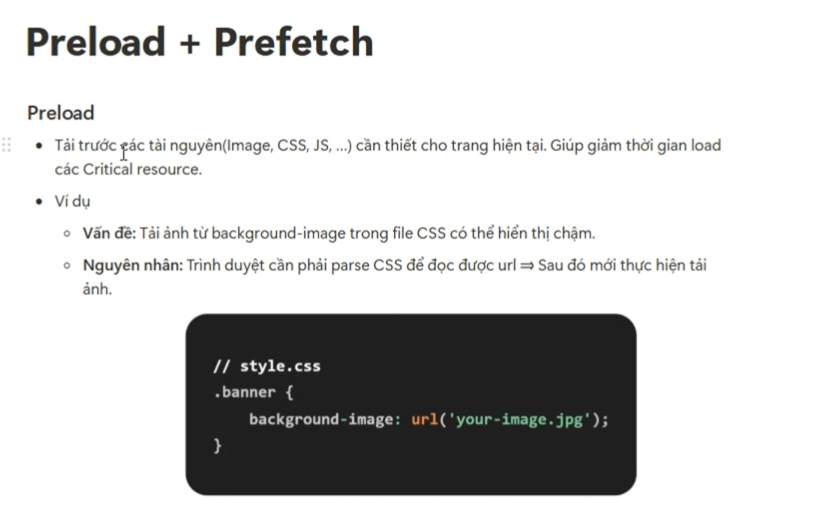 Preload + Prefetch
Preload
Tải trước các tài nguyên(Image, CSS, JS, ...) cần thiết cho trang hiện tại. Giúp giảm thời gian load
các Critical resource.
Ví dụ
Vấn đề: Tải ảnh từ background-image trong file CSS có thể hiển thị chậm.
Nguyên nhân: Trình duyệt cần phải parse CSS để đọc được url ⇒ Sau đó mới thực hiện tải
ảnh.
// style.css
.banner {
    background-image: url('your-image.jpg');
}